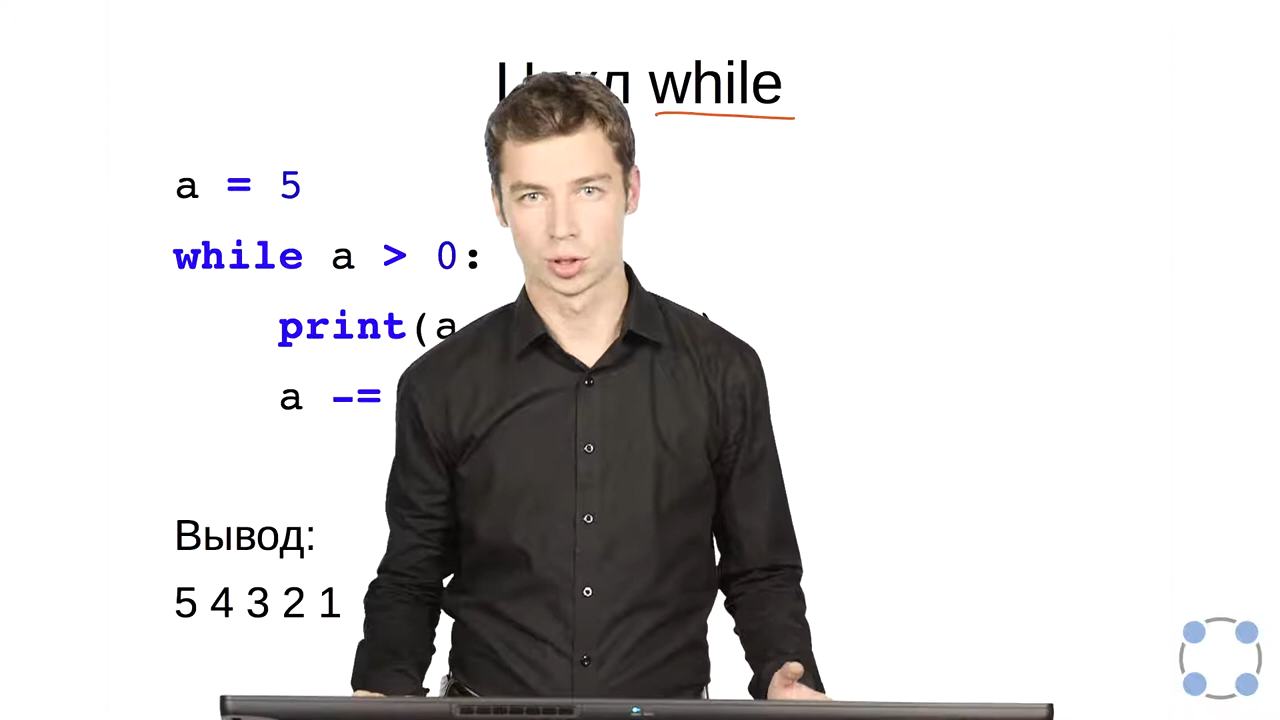 while
a = 5
while a > 0:
print(a
a -=
Вывод:
5 4 3 2 1